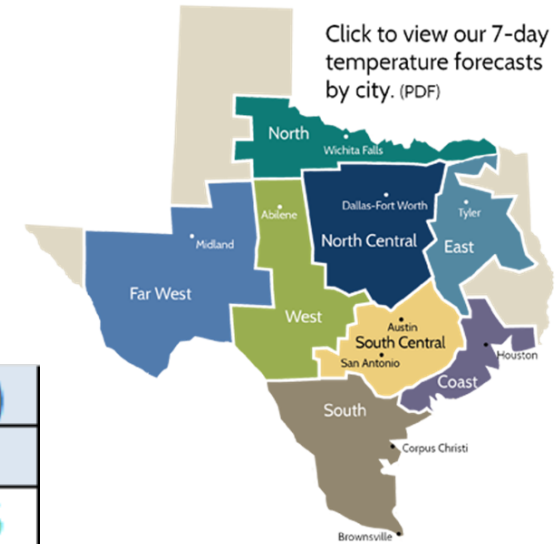 Click to view our 7-day
temperature forecasts
by city. (PDF)
North
Wichita Falls
Abilene
Dallas-Fort Worth
Tyler
Midland
North Central
East
Far West
West
Austin
South Central
San Antonio
Houston
Coast
South
Corpus Christi
Brownsville